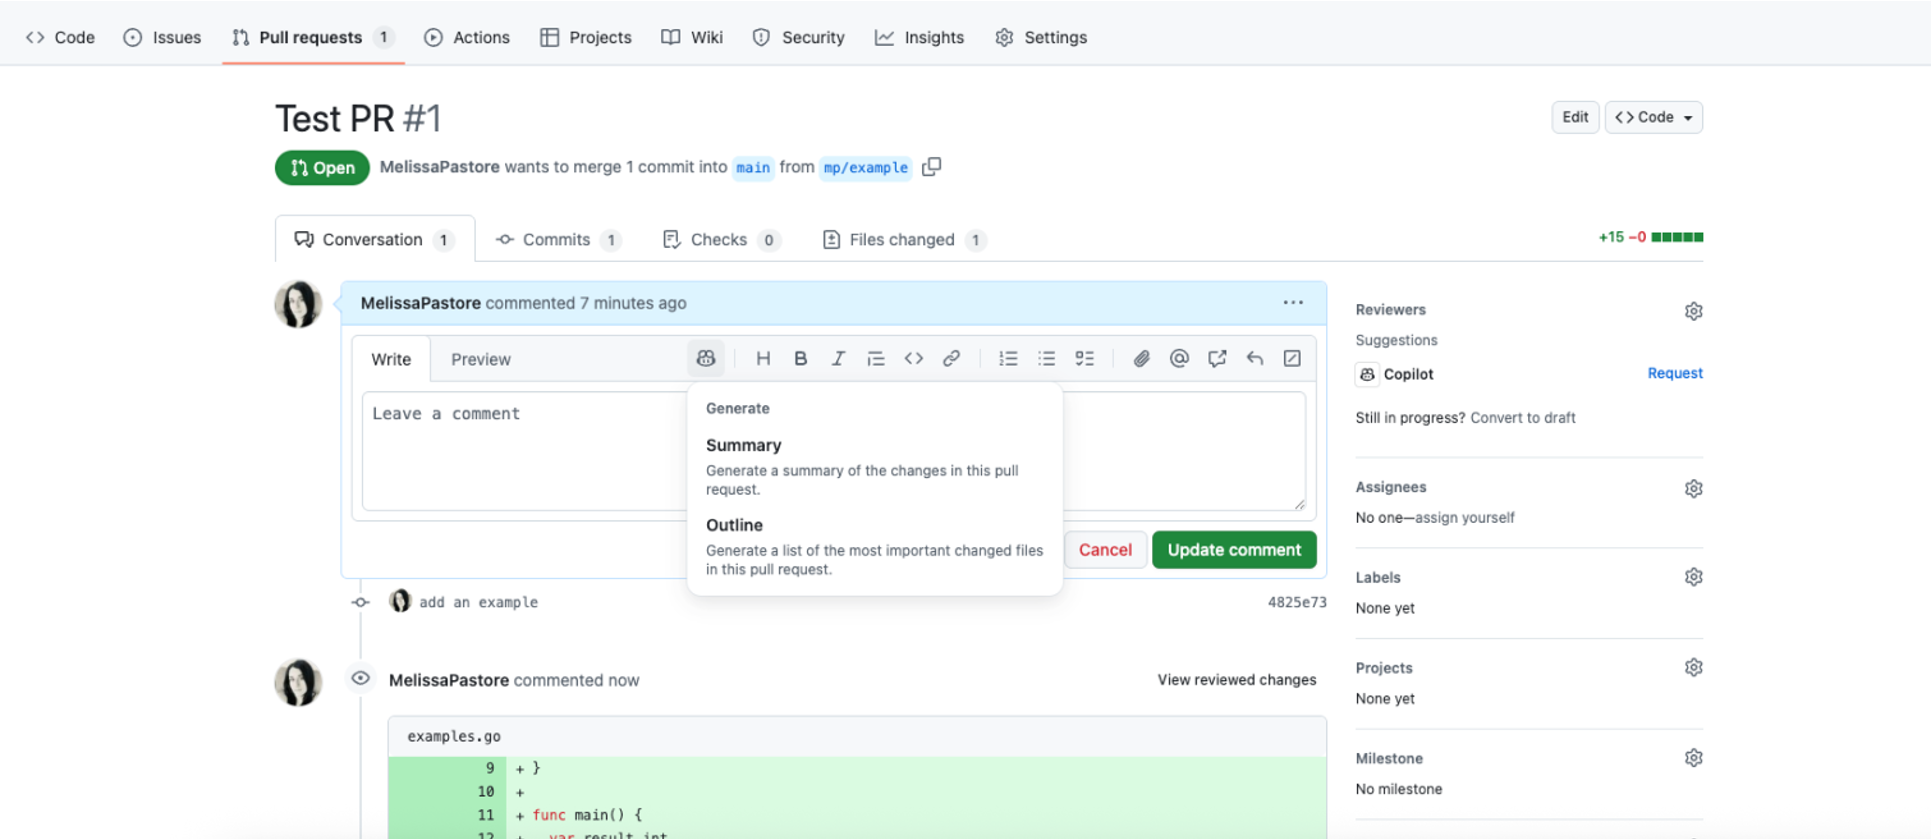 Code Issues Pull requests 1 Actions Projects Wiki Security Insights Settings
Test PR #1
Edit Code
Open MelissaPastore wants to merge 1 commit into main from mp/example
Conversation 1 Commits 1 Checks 0 Files changed 1 +15 −0
MelissaPastore commented 7 minutes ago
Write Preview
Leave a comment
Generate
Summary
Generate a summary of the changes in this pull
request.
Outline
Generate a list of the most important changed files
in this pull request.
Cancel Update comment
add an example 4825e73
MelissaPastore commented now View reviewed changes
examples.go
9 + }
10 +
11 + func main() {
12 + var result int
Reviewers
Suggestions
Copilot Request
Still in progress? Convert to draft
Assignees
No one—assign yourself
Labels
None yet
Projects
None yet
Milestone
No milestone